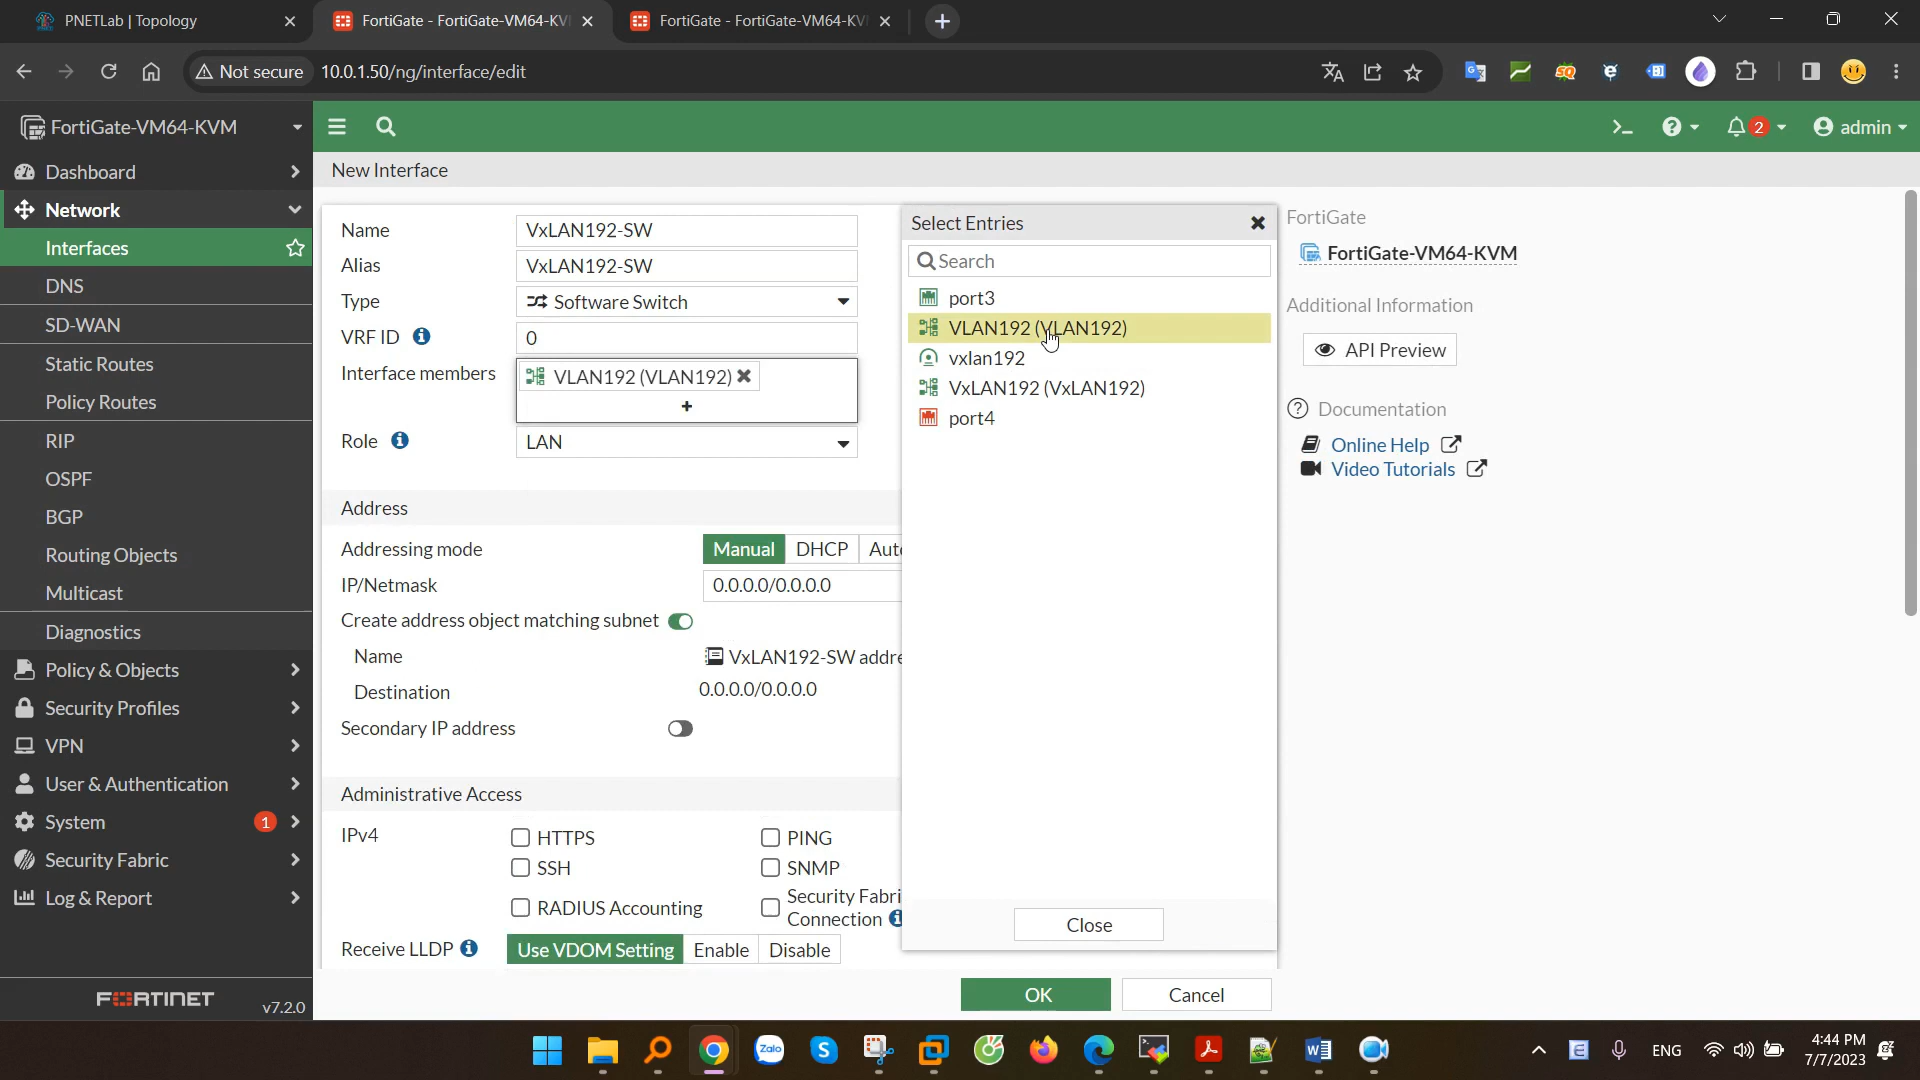 PNETLab | Topology
FortiGate - FortiGate-VM64-KV
FortiGate - FortiGate-VM64-KV
Not secure
10.0.1.50/ng/interface/edit
FortiGate-VM64-KVM
2
admin
Dashboard
Network
Interfaces
DNS
SD-WAN
Static Routes
Policy Routes
RIP
OSPF
BGP
Routing Objects
Multicast
Diagnostics
Policy & Objects
Security Profiles
VPN
User & Authentication
System
1
Security Fabric
Log & Report
FORTINET
v7.2.0
New Interface
Name
VxLAN192-SW
Alias
VxLAN192-SW
Type
Software Switch
VRF ID
0
Interface members
VLAN192 (VLAN192)
Role
LAN
Address
Addressing mode
Manual
DHCP
IP/Netmask
0.0.0.0/0.0.0.0
Create address object matching subnet
Name
VxLAN192-SW addre
Destination
0.0.0.0/0.0.0.0
Secondary IP address
Administrative Access
IPv4
HTTPS
PING
SSH
SNMP
RADIUS Accounting
Security Fabri
Connection
Receive LLDP
Use VDOM Setting
Enable
Disable
Select Entries
Search
port3
VLAN192 (VLAN192)
vxlan192
VxLAN192 (VxLAN192)
port4
Close
OK
Cancel
FortiGate
FortiGate-VM64-KVM
Additional Information
API Preview
Documentation
Online Help
Video Tutorials
Zalo
ENG
4:44 PM
7/7/2023